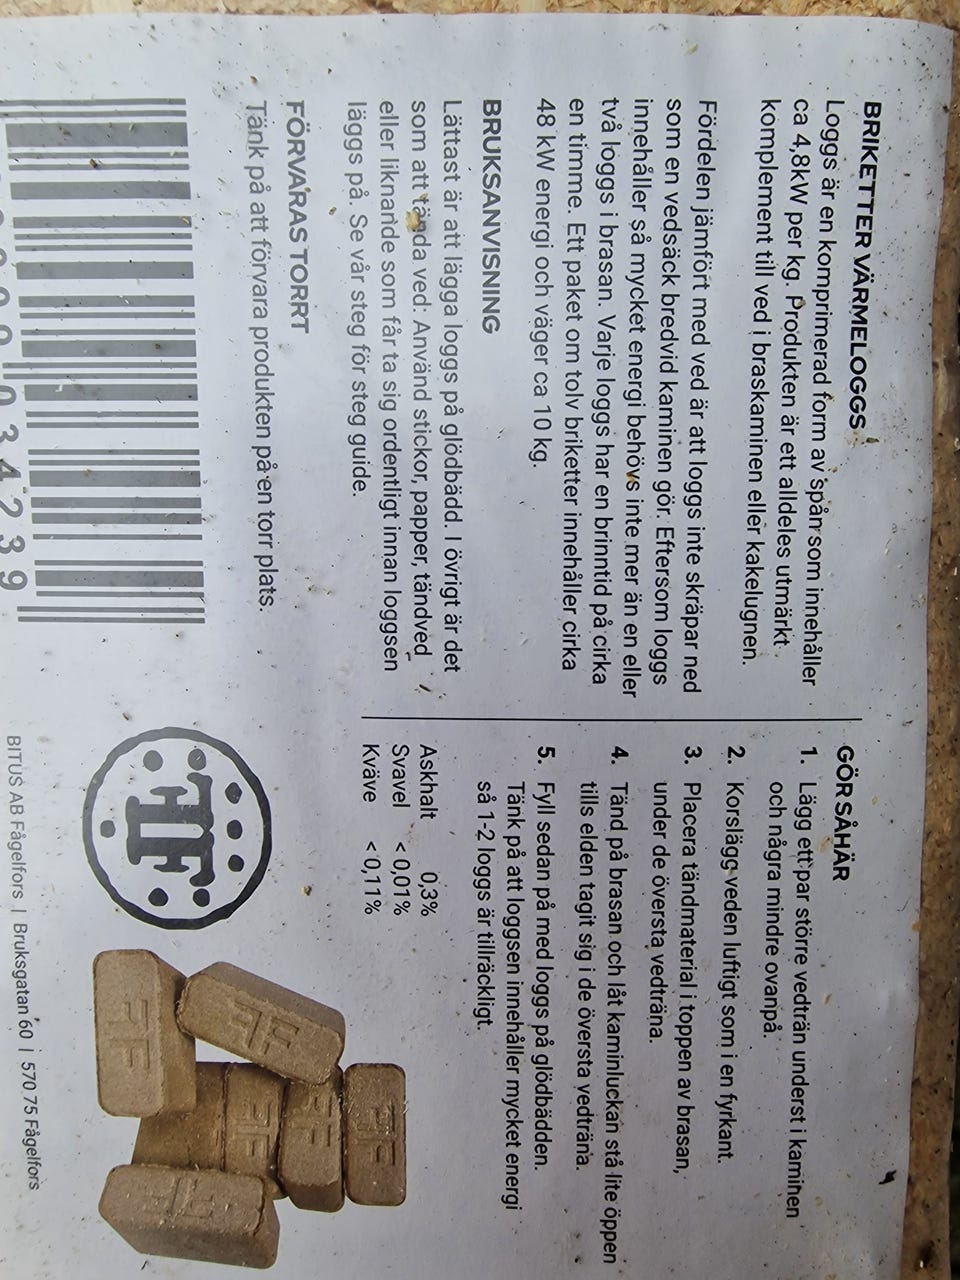 BRIKETTER VÄRMELOGGS
Loggs är en komprimerad form av spån som innehåller
ca 4,8kW per kg. Produkten är ett alldeles utmärkt
komplement till ved i braskaminen eller kakelugnen.
Fördelen jämfört med ved är att loggs inte skräpar ned
som en vedsäck bredvid kaminen gör. Eftersom loggs
innehåller så mycket energi behövs inte mer än en eller
två loggs i brasan. Varje loggs har en brinntid på cirka
en timme. Ett paket om tolv briketter innehåller cirka
48 kW energi och väger ca 10 kg.
BRUKSANVISNING
Lättast är att lägga loggs på glödbädd. I övrigt är det
som att tända ved: Använd stickor, papper, tändved
eller liknande som får ta sig ordentligt innan loggsen
läggs på. Se vår steg för steg guide.
FÖRVARAS TORRT
Tänk på att förvara produkten på en torr plats.
GÖR SÅHÄR
1. Lägg ett par större vedträn underst i kaminen
och några mindre ovanpå.
2. Korslägg veden luftigt som i en fyrkant.
3. Placera tändmaterial i toppen av brasan,
under de översta vedträna.
4. Tänd på brasan och låt kaminluckan stå lite öppen
tills elden tagit sig i de översta vedträna.
5. Fyll sedan på med loggs på glödbädden.
Tänk på att loggsen innehåller mycket energi
så 1-2 loggs är tillräckligt.
Askhalt 0,3%
Svavel < 0,01%
Kväve < 0,11%
BITUS AB Fågelfors | Bruksgatan 60 | 570 75 Fågelfors